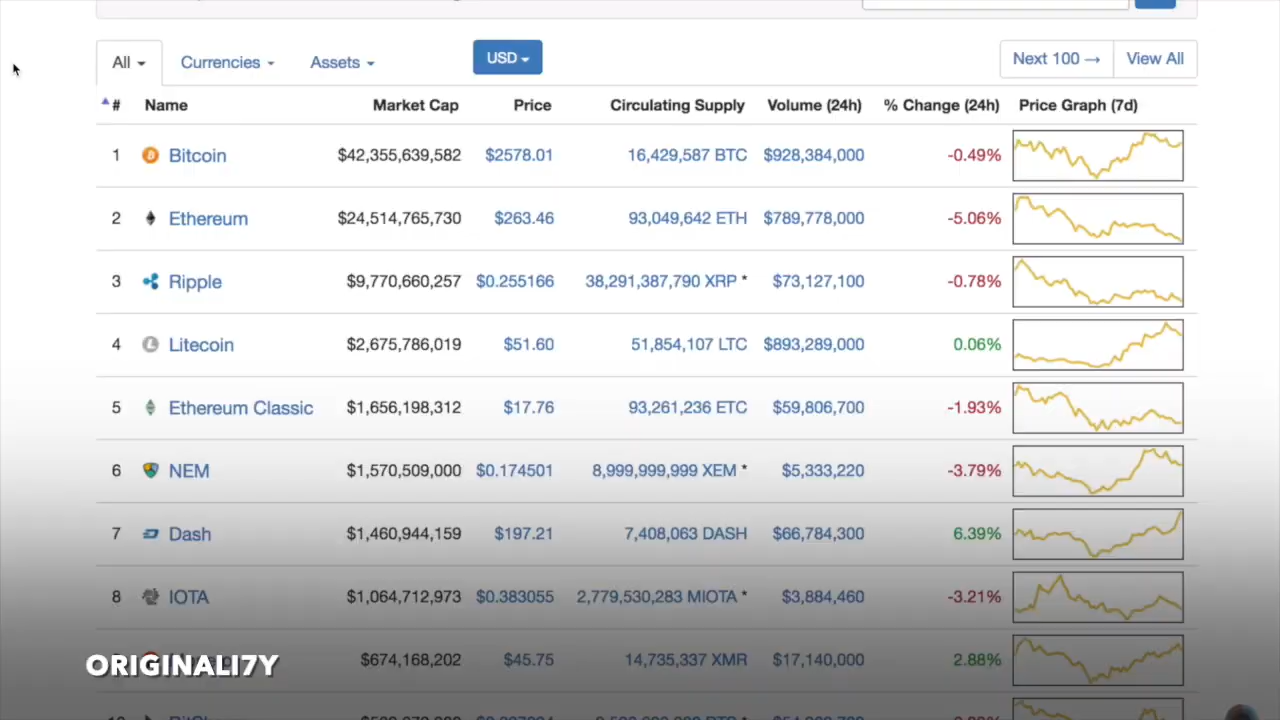 All Currencies Assets USD Next 100 → View All
# Name Market Cap Price Circulating Supply Volume (24h) % Change (24h) Price Graph (7d)
1 Bitcoin $42,355,639,582 $2578.01 16,429,587 BTC $928,384,000 -0.49%
2 Ethereum $24,514,765,730 $263.46 93,049,642 ETH $789,778,000 -5.06%
3 Ripple $9,770,660,257 $0.255166 38,291,387,790 XRP * $73,127,100 -0.78%
4 Litecoin $2,675,786,019 $51.60 51,854,107 LTC $893,289,000 0.06%
5 Ethereum Classic $1,656,198,312 $17.76 93,261,236 ETC $59,806,700 -1.93%
6 NEM $1,570,509,000 $0.174501 8,999,999,999 XEM * $5,333,220 -3.79%
7 Dash $1,460,944,159 $197.21 7,408,063 DASH $66,784,300 6.39%
8 IOTA $1,064,712,973 $0.383055 2,779,530,283 MIOTA * $3,884,460 -3.21%
ORIGINALI7Y $674,168,202 $45.75 14,735,337 XMR $17,140,000 2.88%